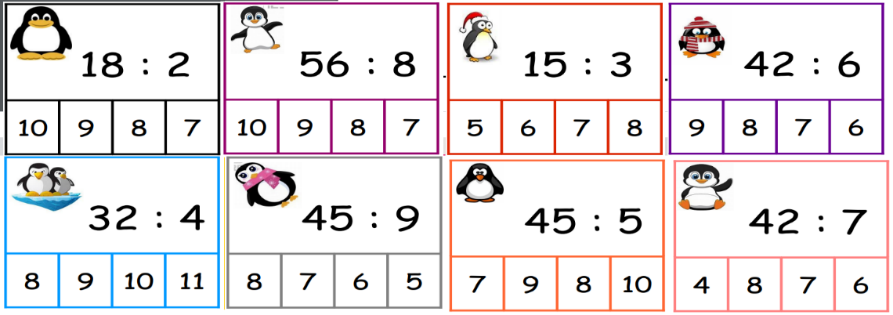 18 : 2
10 9 8 7
56 : 8
10 9 8 7
15 : 3
5 6 7 8
42 : 6
9 8 7 6
32 : 4
8 9 10 11
45 : 9
8 7 6 5
45 : 5
7 9 8 10
42 : 7
4 8 7 6